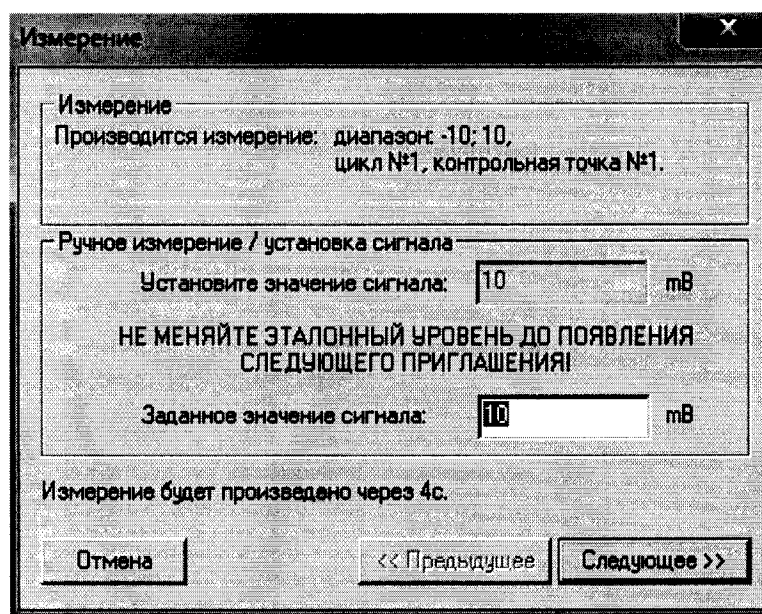 Измерение
Измерение
Производится измерение: диапазон: -10; 10,
цикл №1, контрольная точка №1.
Ручное измерение / установка сигнала
Установите значение сигнала: 10 mB
НЕ МЕНЯЙТЕ ЭТАЛОННЫЙ УРОВЕНЬ ДО ПОЯВЛЕНИЯ
СЛЕДУЮЩЕГО ПРИГЛАШЕНИЯ!
Заданное значение сигнала: 10 mB
Измерение будет произведено через 4с.
Отмена << Предыдущее Следующее >>